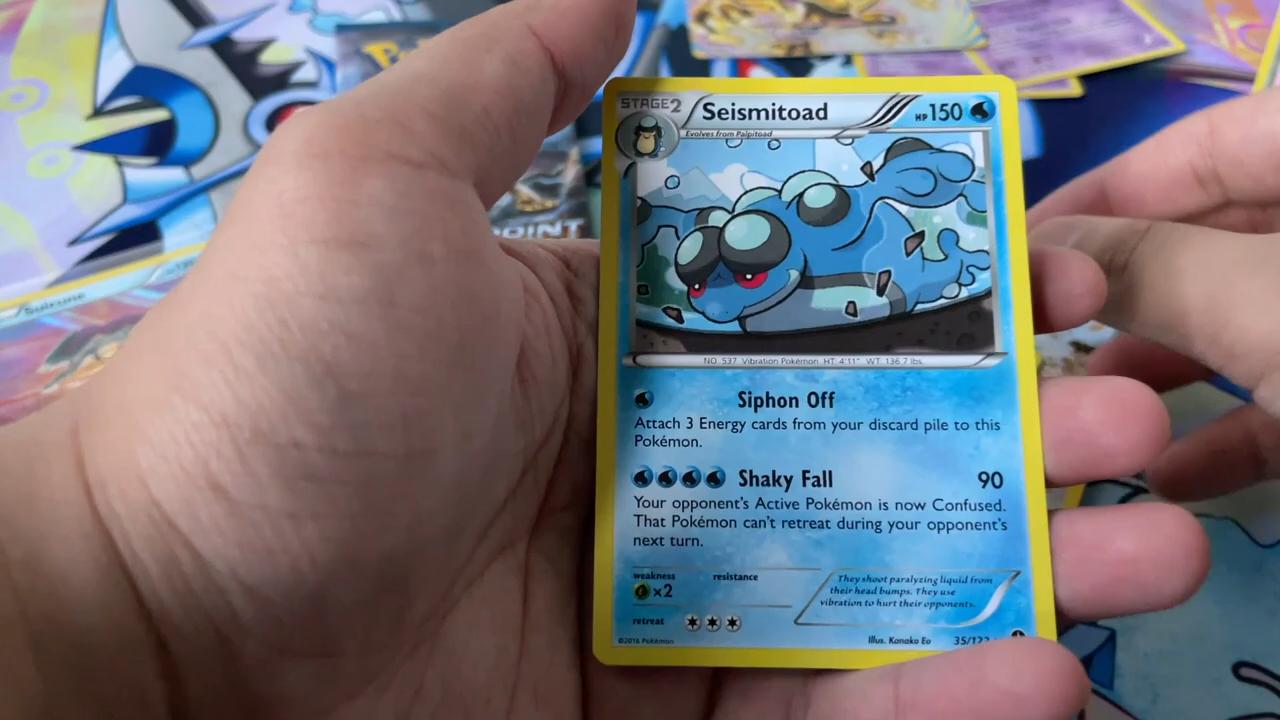 STAGE2 Seismitoad HP150
Evolves from Palpitoad
NO. 537 Vibration Pokémon HT: 4'11" WT: 136.7 lbs.
Siphon Off
Attach 3 Energy cards from your discard pile to this
Pokémon.
Shaky Fall 90
Your opponent's Active Pokémon is now Confused.
That Pokémon can't retreat during your opponent's
next turn.
weakness resistance
×2
They shoot paralyzing liquid from
their head bumps. They use
vibration to hurt their opponents.
retreat
©2016 Pokémon Illus. Kanako Eo 35/122
Suicune